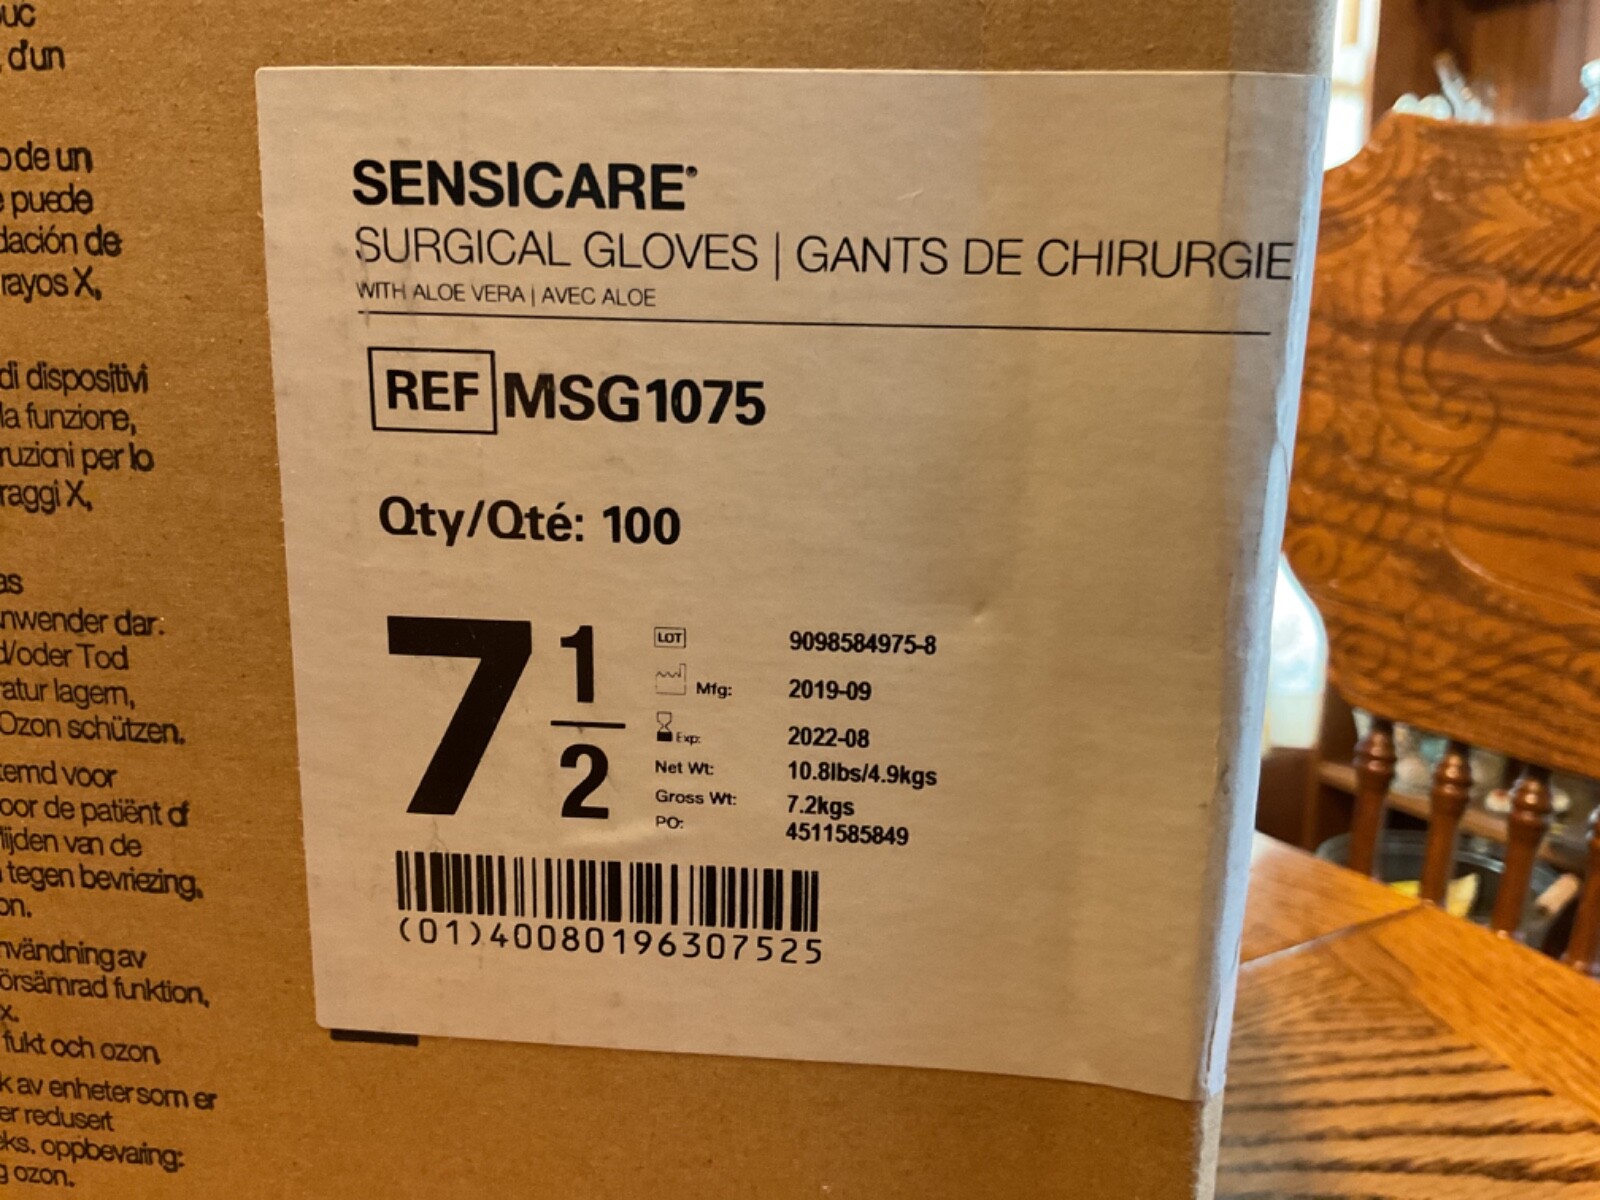 d'un
de un
puede
dación de
rayos X,
di dispositivi
la funzione,
per lo
raggi X,
nwender dar.
d/oder Tod
atur lagern,
Ozon schützen.
temd voor
oor de patiënt of
lijden van de
tegen bevriezing.
on.
nvändning av
örsämrad funktion,
x.
fukt och ozon
k av enheter som er
er redusert
eks. oppbevaring:
g ozon.
SENSICARE®
SURGICAL GLOVES | GANTS DE CHIRURGIE
WITH ALOE VERA | AVEC ALOE
REF MSG1075
Qty/Qté: 100
7 1/2
LOT 9098584975-8
Mfg: 2019-09
Exp: 2022-08
Net Wt: 10.8lbs/4.9kgs
Gross Wt: 7.2kgs
PO: 4511585849
(01)40080196307525